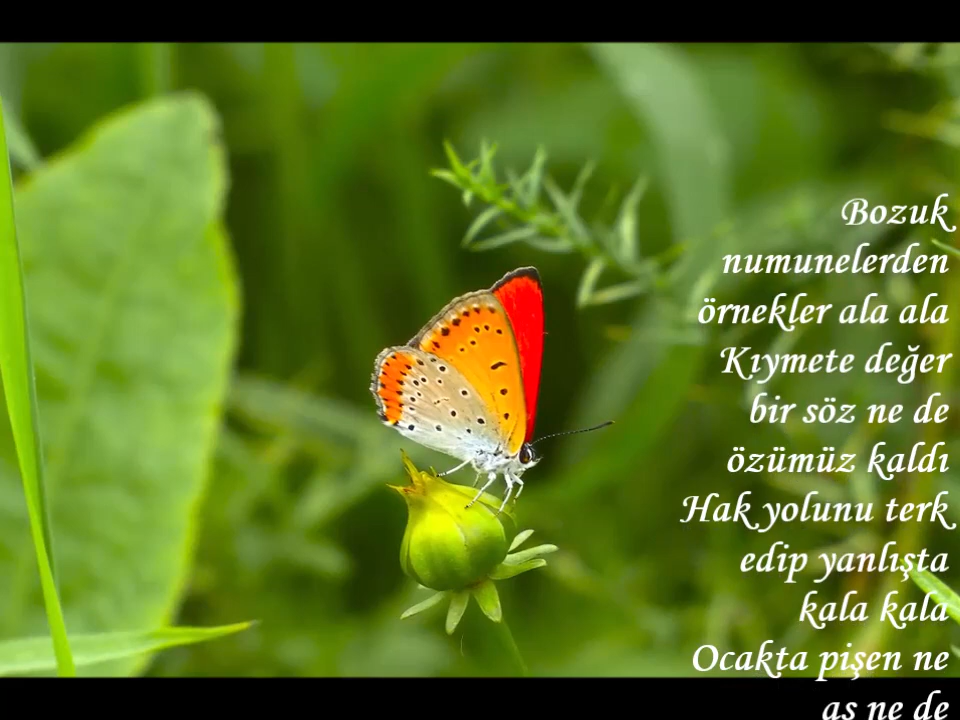 Bozuk
numunelerden
örnekler ala ala
Kıymete değer
bir söz ne de
özümüz kaldı
Hak yolunu terk
edip yanlışta
kala kala
Ocakta pişen ne
aş ne de